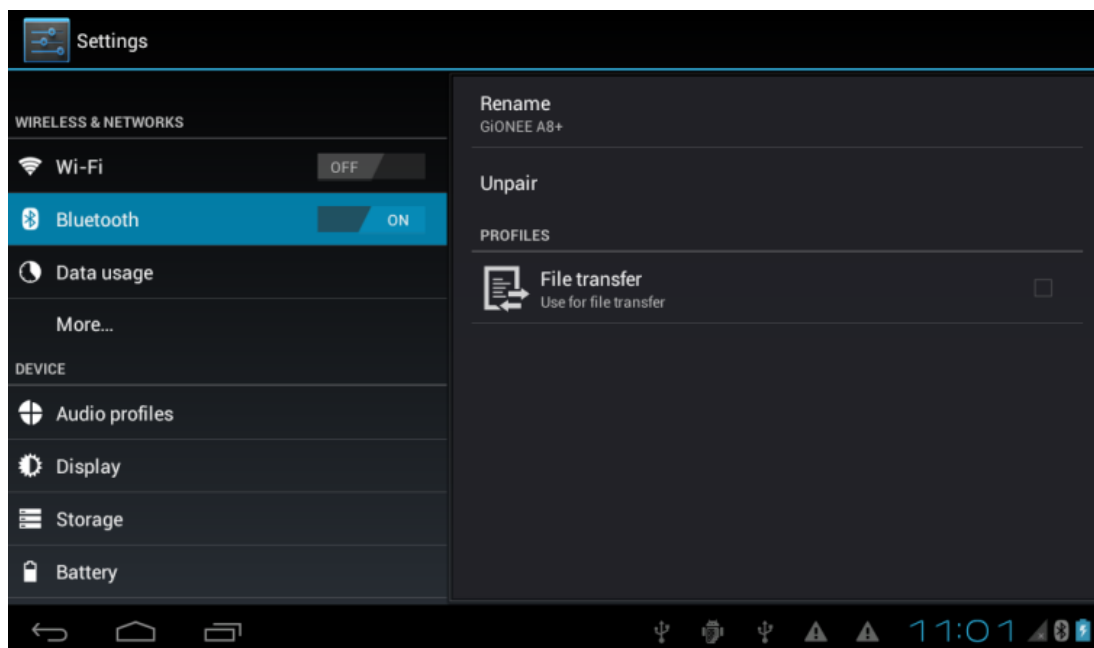 Settings
WIRELESS & NETWORKS
Wi-Fi
OFF
Bluetooth
ON
Data usage
More...
DEVICE
Audio profiles
Display
Storage
Battery
Rename
GiONEE A8+
Unpair
PROFILES
File transfer
Use for file transfer
11:01